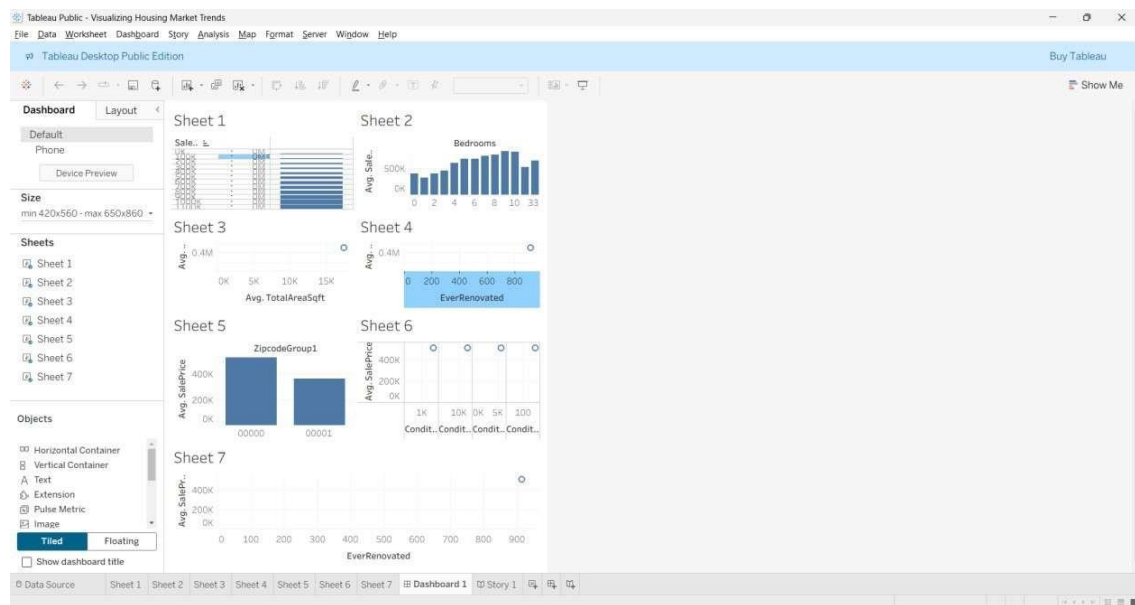 Tableau Public - Visualizing Housing Market Trends
File Data Worksheet Dashboard Story Analysis Map Format Server Window Help
Tableau Desktop Public Edition
Buy Tableau
Show Me
Dashboard Layout
Default
Phone
Device Preview
Size
min 420x560 - max 650x860
Sheets
Sheet 1
Sheet 2
Sheet 3
Sheet 4
Sheet 5
Sheet 6
Sheet 7
Objects
Horizontal Container
Vertical Container
A Text
Extension
Pulse Metric
Image
Tiled Floating
Show dashboard title
Sheet 1
Sale..
Sheet 2
Bedrooms
Avg. Sale..
500K
0K
0 2 4 6 8 10 33
Sheet 3
Avg. ..
0.4M
0K 5K 10K 15K
Avg. TotalAreaSqft
Sheet 4
Avg. ..
0.4M
0 200 400 600 800
EverRenovated
Sheet 5
ZipcodeGroup1
Avg. SalePrice
400K
200K
0K
00000 00001
Sheet 6
Avg. SalePrice
400K
200K
0K
1K 10K 0K 5K 100
Condit.. Condit.. Condit.. Condit..
Sheet 7
Avg. SalePr..
400K
200K
0K
0 100 200 300 400 500 600 700 800 900
EverRenovated
Data Source Sheet 1 Sheet 2 Sheet 3 Sheet 4 Sheet 5 Sheet 6 Sheet 7 Dashboard 1 Story 1